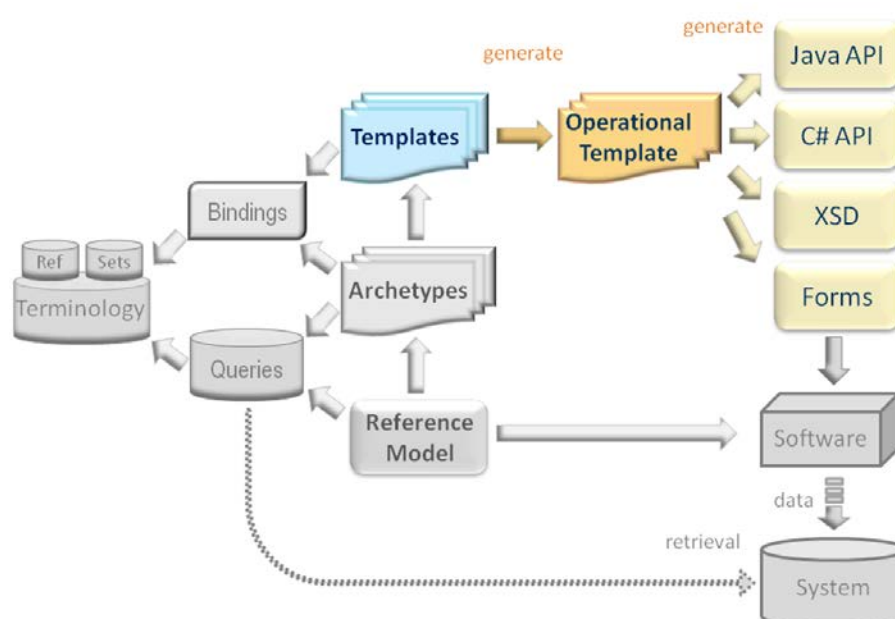 generate
generate
Java API
Templates
Operational
Template
C# API
Bindings
XSD
Ref
Sets
Terminology
Archetypes
Forms
Queries
Reference
Model
Software
data
retrieval
System